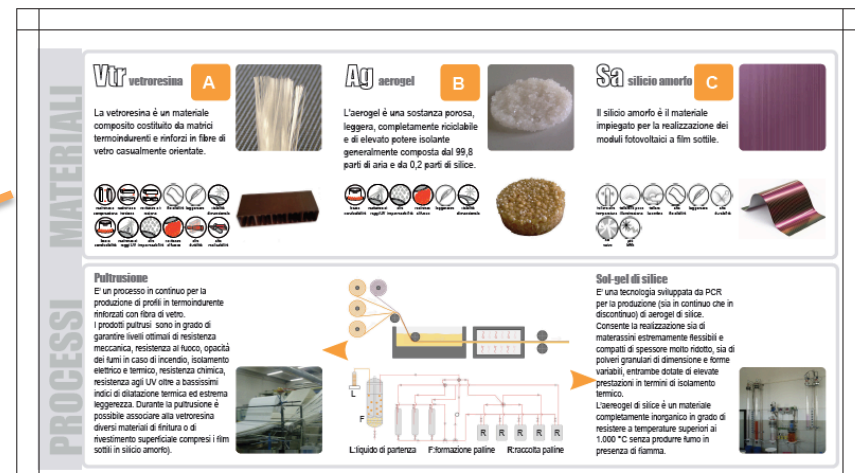 MATERIALI
Vtr vetroresina
A
La vetroresina è un materiale
composito costituito da matrici
termoindurenti e rinforzi in fibre di
vetro casualmente orientate.
Ag aerogel
B
L'aerogel è una sostanza porosa,
leggera, completamente riciclabile
e di elevato potere isolante
generalmente composta dal 99,8
parti di aria e da 0,2 parti di silice.
Sa silicio amorfo
C
Il silicio amorfo è il materiale
impiegato per la realizzazione dei
moduli fotovoltaici a film sottile.
PROCESSI
Pultrusione
E' un processo in continuo per la
produzione di profili in termoindurente
rinforzati con fibra di vetro.
I prodotti pultrusi sono in grado di
garantire livelli ottimali di resistenza
meccanica, resistenza al fuoco, opacità
dei fumi in caso di incendio, isolamento
elettrico e termico, resistenza chimica,
resistenza agli UV oltre a bassissimi
indici di dilatazione termica ed estrema
leggerezza. Durante la pultrusione è
possibile associare alla vetroresina
diversi materiali di finitura o di
rivestimento superficiale compresi i film
sottili in silicio amorfo).
L
F
R R R R R
L:liquido di partenza F:formazione palline R:raccolta palline
Sol-gel di silice
E' una tecnologia sviluppata da PCR
per la produzione (sia in continuo che in
discontinuo) di aerogel di silice.
Consente la realizzazione sia di
materassini estremamente flessibili e
compatti di spessore molto ridotto, sia di
polveri granulari di dimensione e forme
variabili, entrambe dotate di elevate
prestazioni in termini di isolamento
termico.
L'aereogel di silice è un materiale
completamente inorganico in grado di
resistere a temperature superiori ai
1.000 °C senza produrre fumo in
presenza di fiamma.